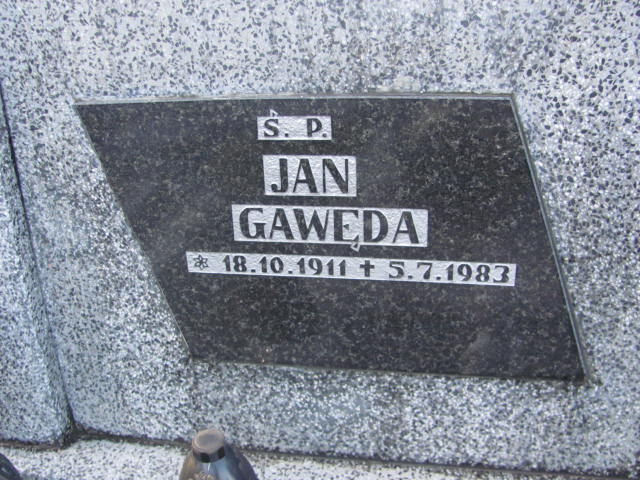 Ś. P.
JAN
GAWĘDA
* 18.10.1911 ✝ 5.7.1983